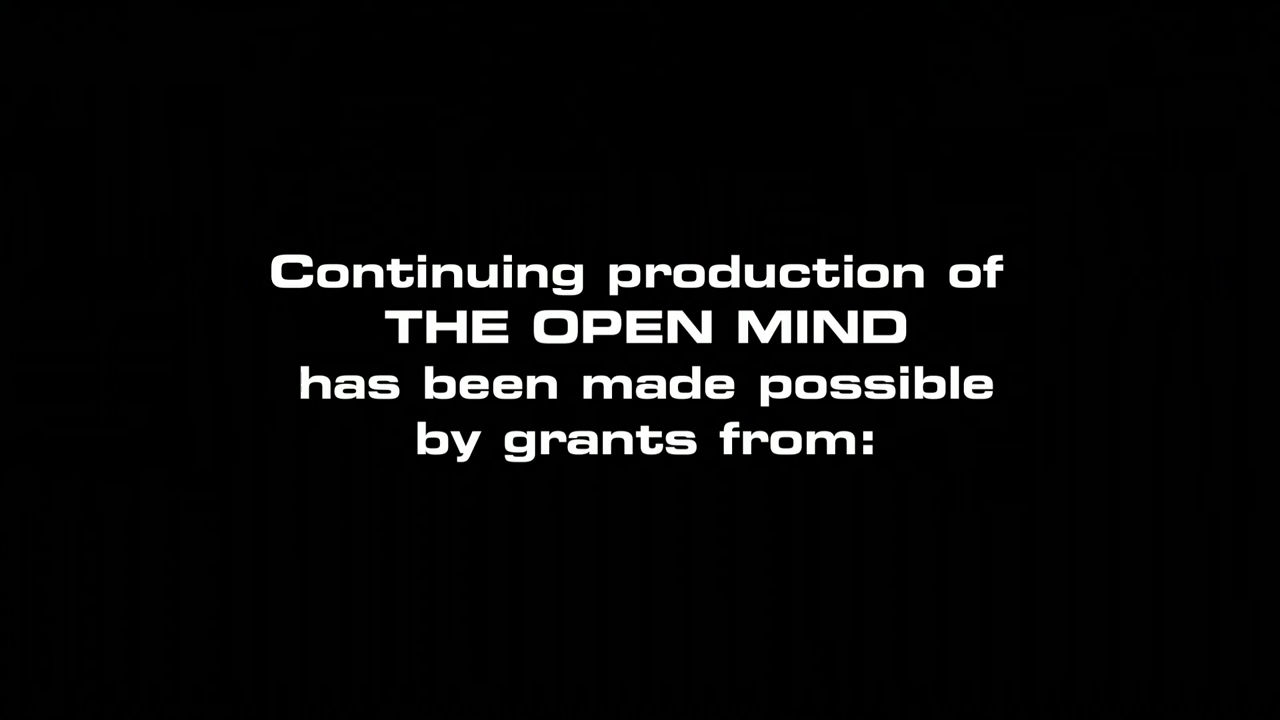 Continuing production of
THE OPEN MIND
has been made possible
by grants from: